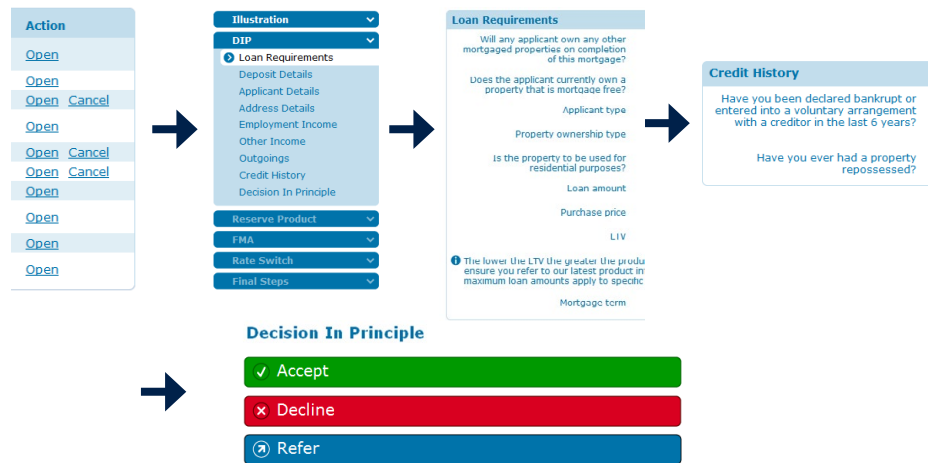 Action
Open
Open
Open Cancel
Open
Open Cancel
Open Cancel
Open
Open
Open
Open
Illustration
DIP
Loan Requirements
Deposit Details
Applicant Details
Address Details
Employment Income
Other Income
Outgoings
Credit History
Decision In Principle
Reserve Product
FMA
Rate Switch
Final Steps
Loan Requirements
Will any applicant own any other
mortgaged properties on completion
of this mortgage?
Does the applicant currently own a
property that is mortgage free?
Applicant type
Property ownership type
Is the property to be used for
residential purposes?
Loan amount
Purchase price
LTV
The lower the LTV the greater the produ
ensure you refer to our latest product in
maximum loan amounts apply to specific
Mortgage term
Credit History
Have you been declared bankrupt or
entered into a voluntary arrangement
with a creditor in the last 6 years?
Have you ever had a property
repossessed?
Decision In Principle
Accept
Decline
Refer